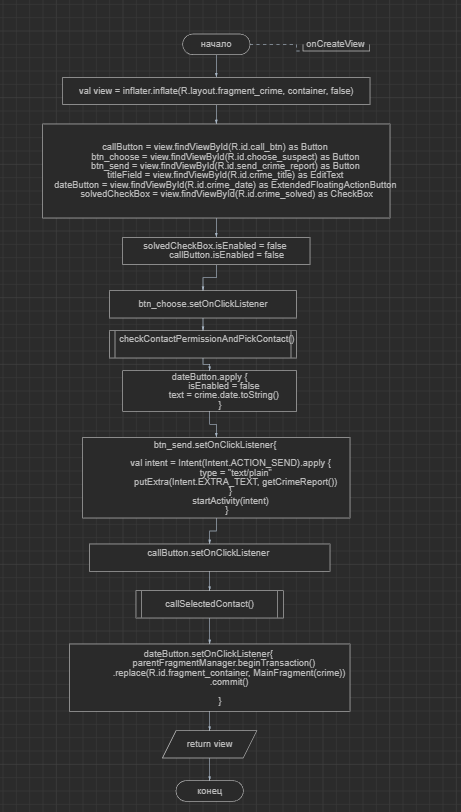 начало
onCreateView
val view = inflater.inflate(R.layout.fragment_crime, container, false)
callButton = view.findViewById(R.id.call_btn) as Button
btn_choose = view.findViewById(R.id.choose_suspect) as Button
btn_send = view.findViewById(R.id.send_crime_report) as Button
titleField = view.findViewById(R.id.crime_title) as EditText
dateButton = view.findViewById(R.id.crime_date) as ExtendedFloatingActionButton
solvedCheckBox = view.findViewById(R.id.crime_solved) as CheckBox
solvedCheckBox.isEnabled = false
callButton.isEnabled = false
btn_choose.setOnClickListener
checkContactPermissionAndPickContact()
dateButton.apply {
isEnabled = false
text = crime.date.toString()
}
btn_send.setOnClickListener{
val intent = Intent(Intent.ACTION_SEND).apply {
type = "text/plain"
putExtra(Intent.EXTRA_TEXT, getCrimeReport())
}
startActivity(intent)
}
callButton.setOnClickListener
callSelectedContact()
dateButton.setOnClickListener{
parentFragmentManager.beginTransaction()
.replace(R.id.fragment_container, MainFragment(crime))
.commit()
}
return view
конец